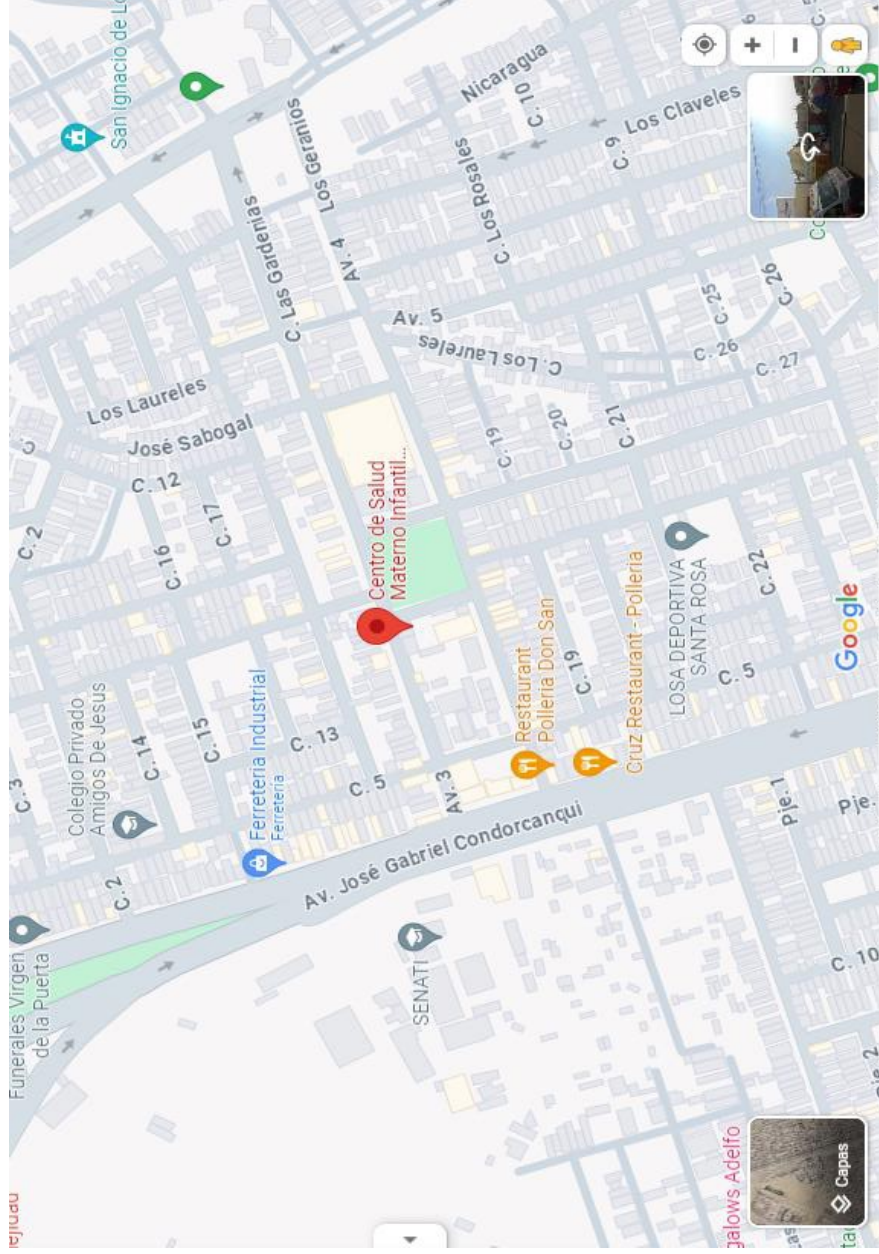 San Ignacio de Lo
Nicaragua
C. 10
Los Claveles
C. 9
Los Geranios
C. Las Gardenias
Av. 4
C. Los Rosales
Av. 5
C. Los Laureles
C. 25
C. 26
C. 26
C. 27
Los Laureles
José Sabogal
C. 12
C. 2
C. 17
C. 16
Centro de Salud
Materno Infantil...
C. 19
C. 20
C. 21
C. 3
Colegio Privado
Amigos De Jesus
C. 14
C. 15
C. 13
Ferreteria Industrial
Ferreteria
C. 5
Av. 3
Restaurant
Polleria Don San
C. 19
Cruz Restaurant - Polleria
LOSA DEPORTIVA
SANTA ROSA
C. 22
C. 5
Google
C. 2
Av. José Gabriel Condorcanqui
Pje. 1
Pje.
Funerales Virgen
de la Puerta
SENATI
C. 10
galows Adelfo
Capas